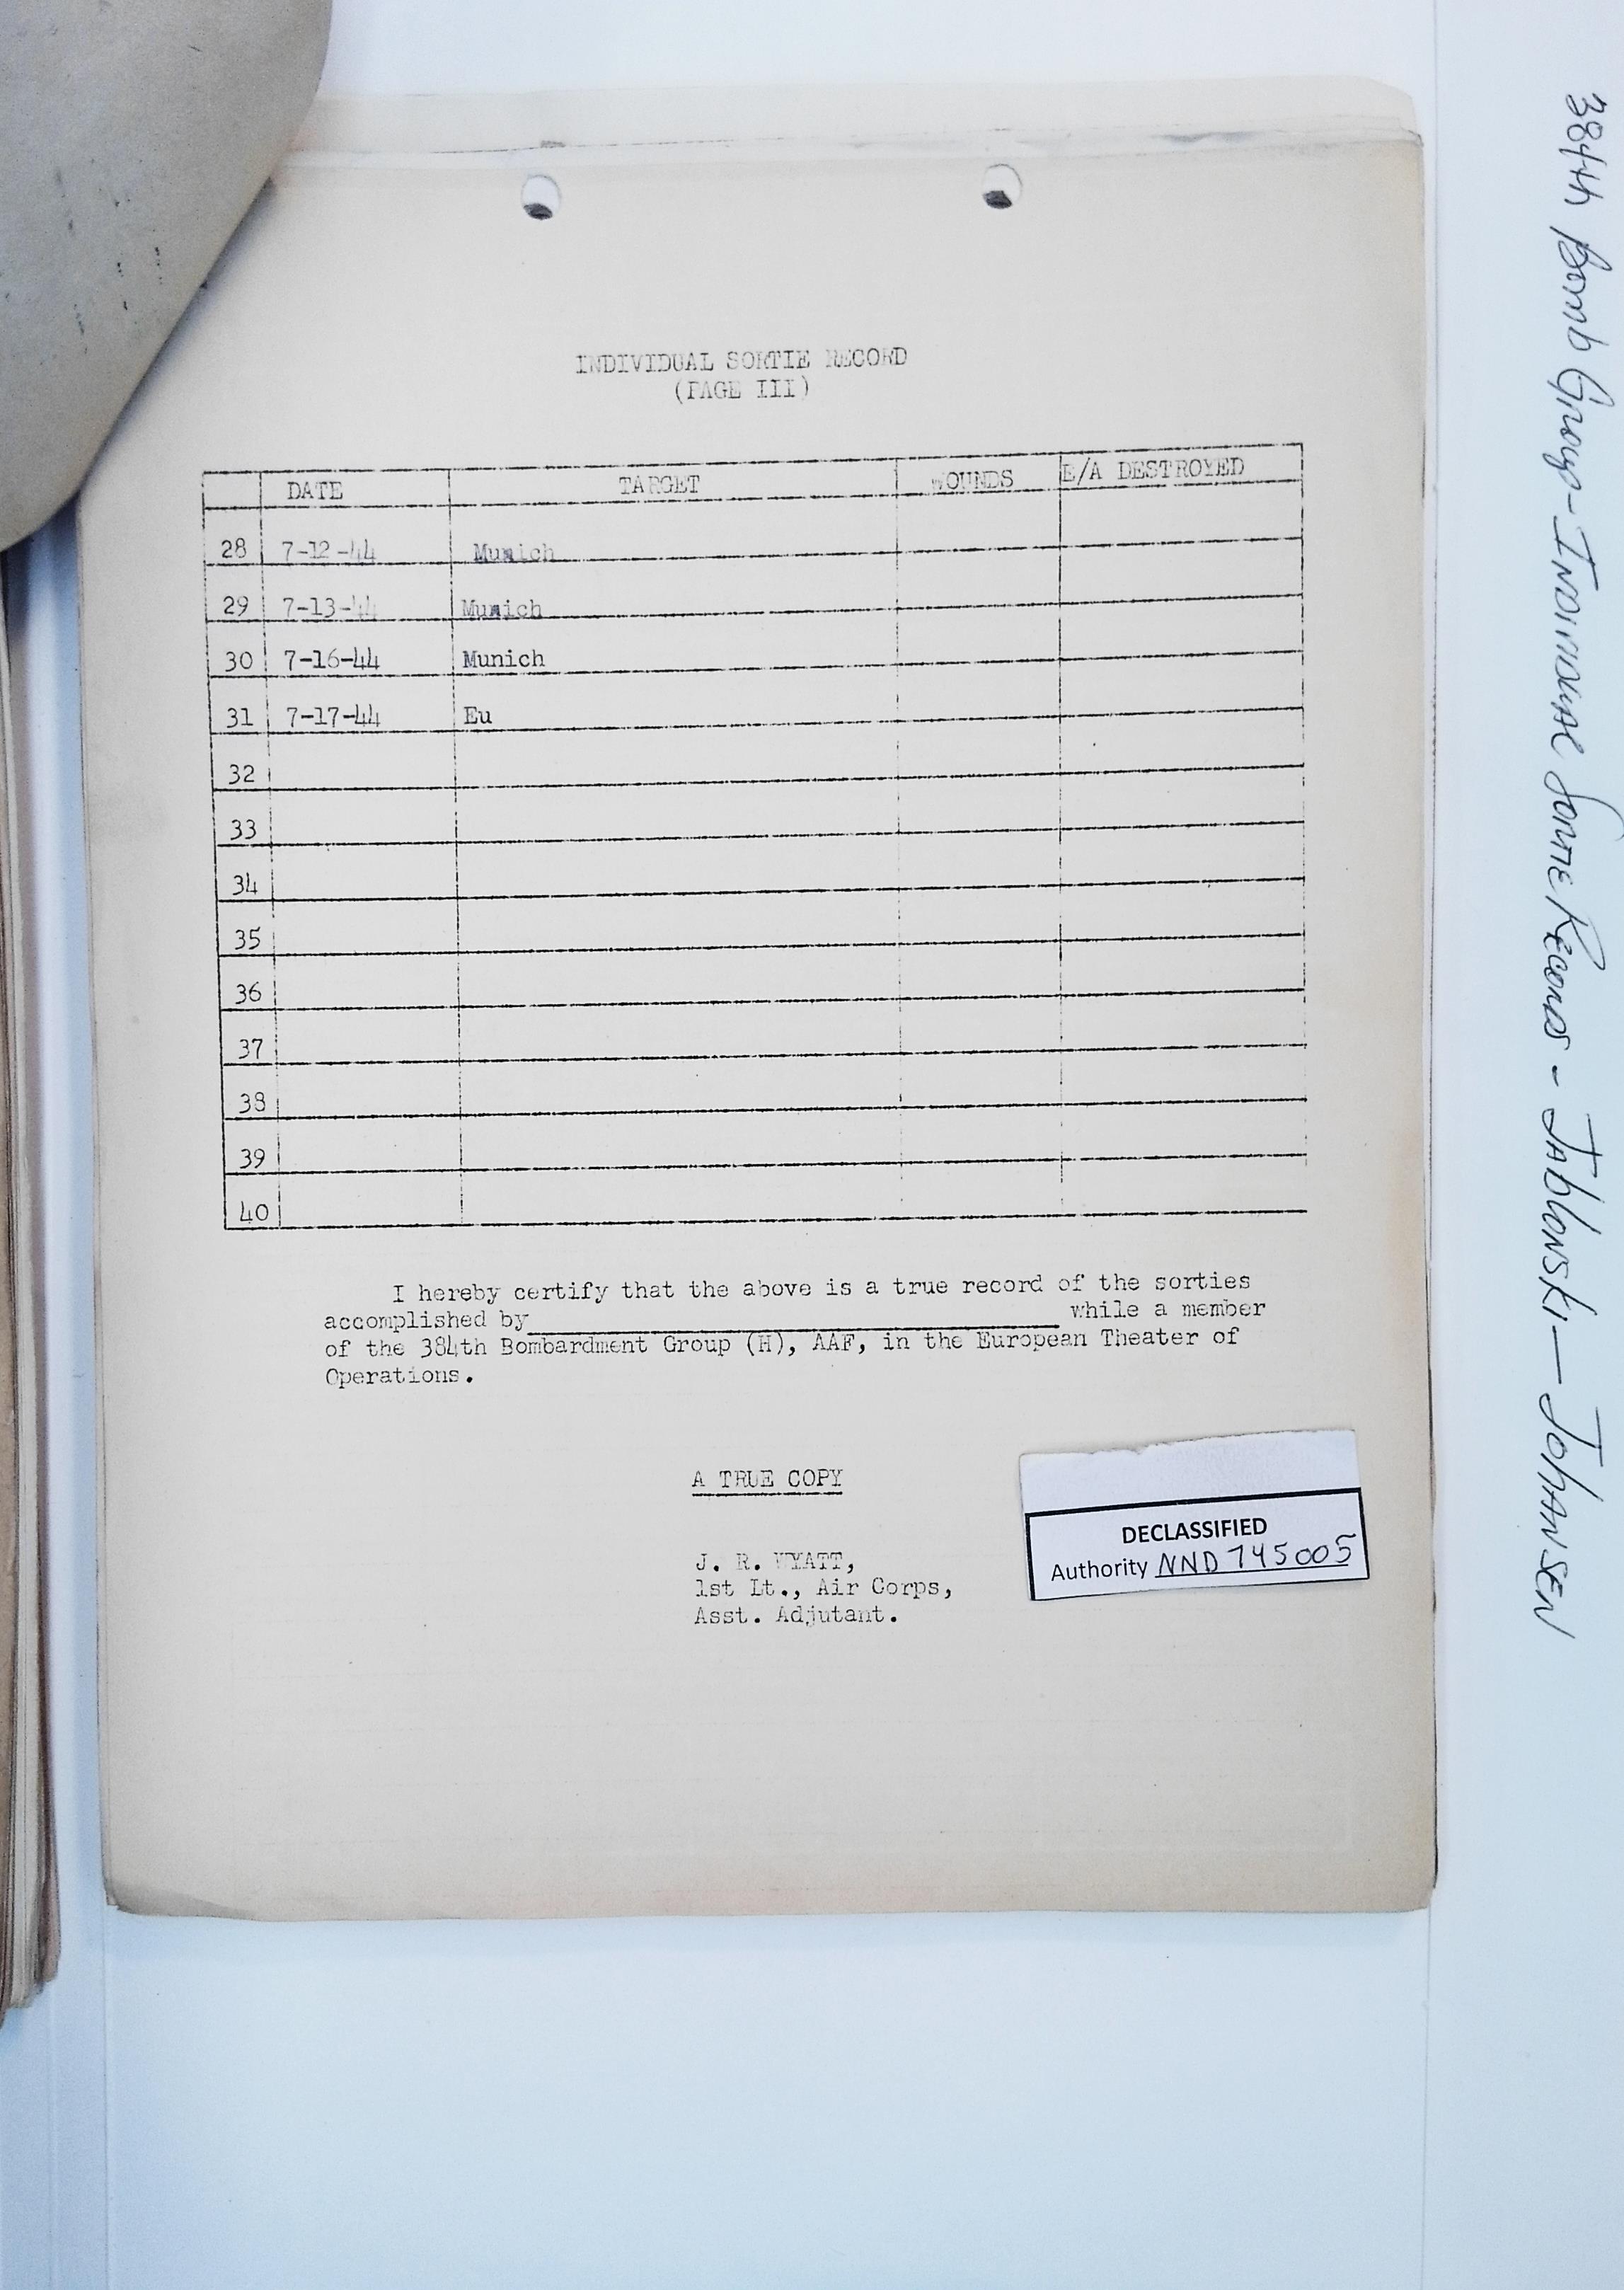 INDIVIDUAL SORTIE RECORD
(PAGE III)
DATE TARGET WOUNDS E/A DESTROYED
28 7-12-44 Munich
29 7-13-44 Munich
30 7-16-44 Munich
31 7-17-44 Eu
32
33
34
35
36
37
38
39
40
I hereby certify that the above is a true record of the sorties
accomplished by while a member
of the 384th Bombardment Group (H), AAF, in the European Theater of
Operations.
A TRUE COPY
J. R. WYATT,
1st Lt., Air Corps,
Asst. Adjutant.
DECLASSIFIED
Authority NND 745005
384th Bomb Group - Individual Sortie Records - Jablonski — Johansen